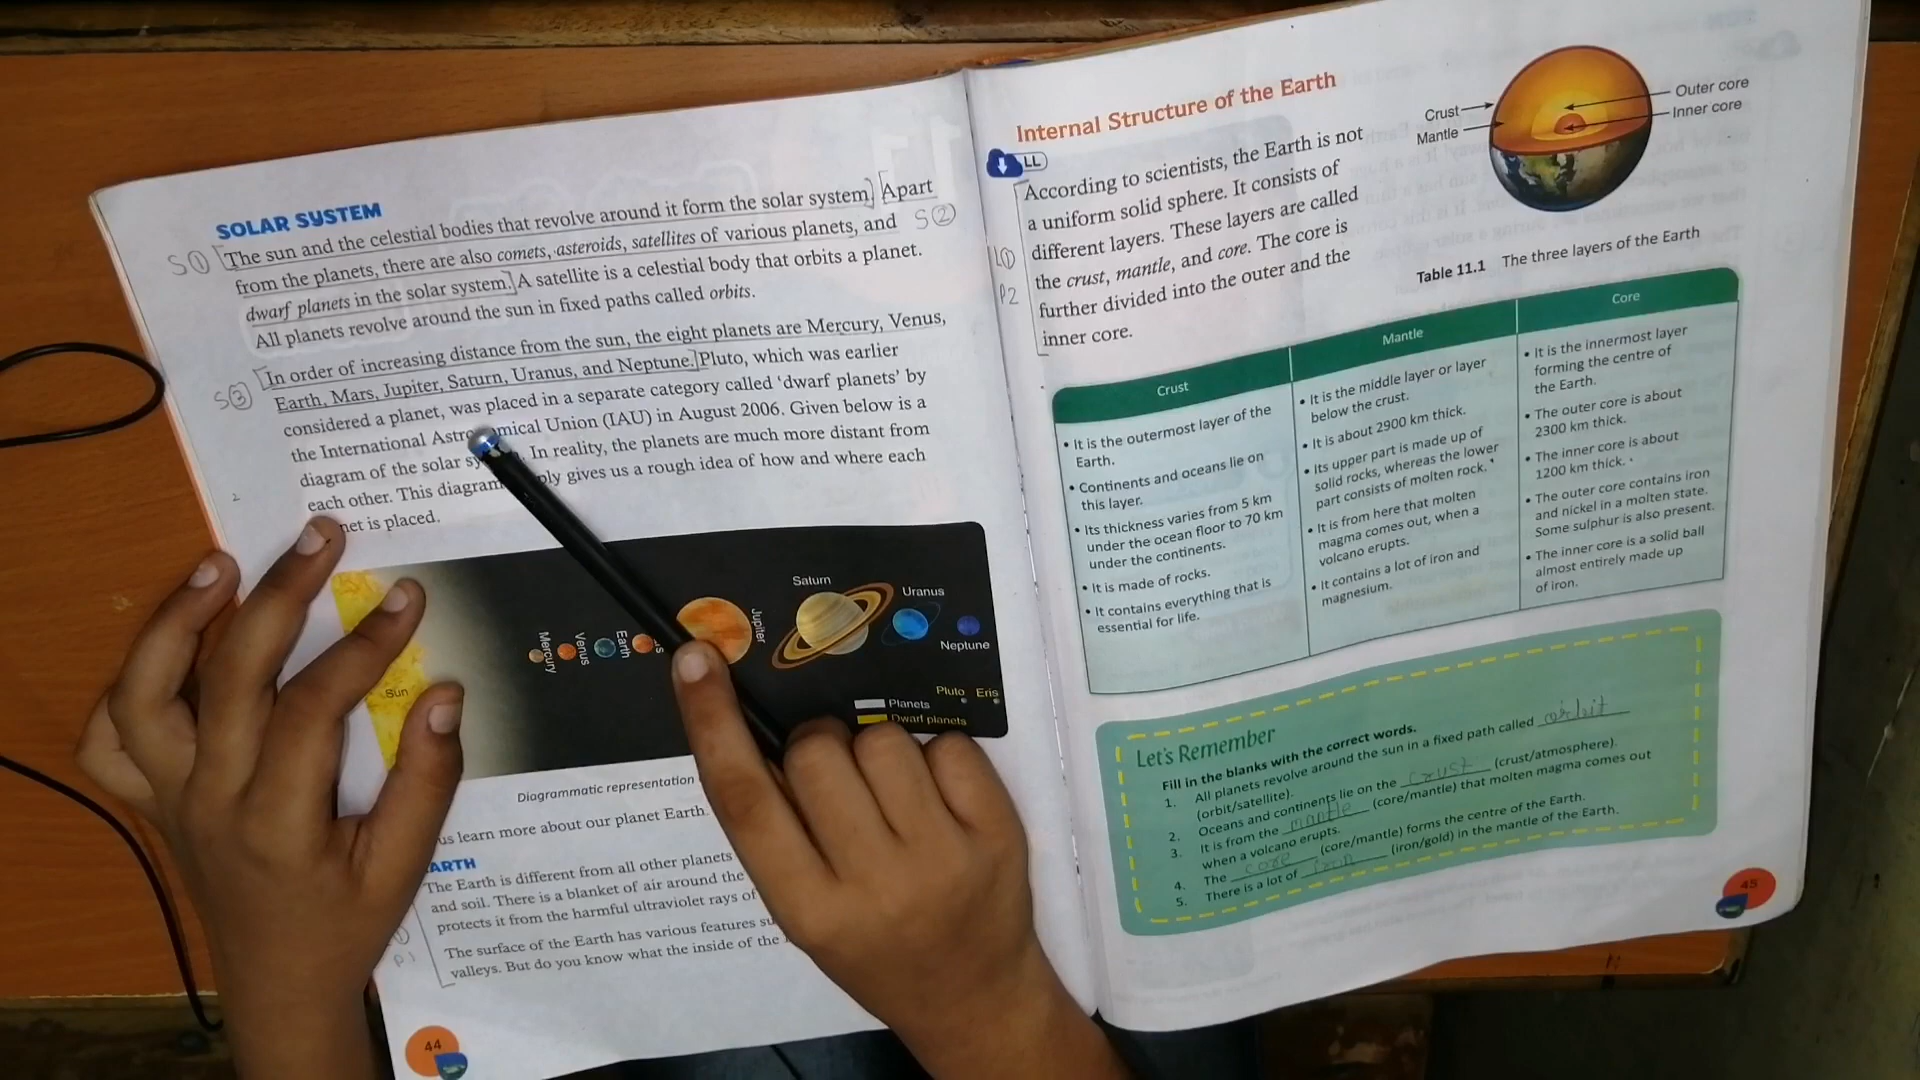 SOLAR SYSTEM
S① The sun and the celestial bodies that revolve around it form the solar system. Apart
from the planets, there are also comets, asteroids, satellites of various planets, and S②
dwarf planets in the solar system. A satellite is a celestial body that orbits a planet.
All planets revolve around the sun in fixed paths called orbits.
In order of increasing distance from the sun, the eight planets are Mercury, Venus,
S③ Earth, Mars, Jupiter, Saturn, Uranus, and Neptune. Pluto, which was earlier
considered a planet, was placed in a separate category called ‘dwarf planets’ by
the International Astro mical Union (IAU) in August 2006. Given below is a
diagram of the solar sy . In reality, the planets are much more distant from
each other. This diagram ply gives us a rough idea of how and where each
net is placed.
2
Sun
Mercury
Venus
Earth
s
Jupiter
Saturn
Uranus
Neptune
Pluto Eris
Planets
Dwarf planets
Diagrammatic representation
us learn more about our planet Earth.
ARTH
The Earth is different from all other planets
and soil. There is a blanket of air around the
protects it from the harmful ultraviolet rays of
The surface of the Earth has various features su
valleys. But do you know what the inside of the
P1
44
Internal Structure of the Earth
LL
According to scientists, the Earth is not
a uniform solid sphere. It consists of
L① different layers. These layers are called
the crust, mantle, and core. The core is
P2 further divided into the outer and the
inner core.
Crust
Mantle
Outer core
Inner core
Table 11.1 The three layers of the Earth
Crust
• It is the outermost layer of the
Earth.
• Continents and oceans lie on
this layer.
• Its thickness varies from 5 km
under the ocean floor to 70 km
under the continents.
• It is made of rocks.
• It contains everything that is
essential for life.
Mantle
• It is the middle layer or layer
below the crust.
• It is about 2900 km thick.
• Its upper part is made up of
solid rocks, whereas the lower
part consists of molten rock.
• It is from here that molten
magma comes out, when a
volcano erupts.
• It contains a lot of iron and
magnesium.
Core
• It is the innermost layer
forming the centre of
the Earth.
• The outer core is about
2300 km thick.
• The inner core is about
1200 km thick.
• The outer core contains iron
and nickel in a molten state.
Some sulphur is also present.
• The inner core is a solid ball
almost entirely made up
of iron.
Let’s Remember
Fill in the blanks with the correct words.
1. All planets revolve around the sun in a fixed path called orbit
(orbit/satellite).
2. Oceans and continents lie on the crust (crust/atmosphere).
3. It is from the mantle (core/mantle) that molten magma comes out
when a volcano erupts.
4. The core (core/mantle) forms the centre of the Earth.
5. There is a lot of iron (iron/gold) in the mantle of the Earth.
45